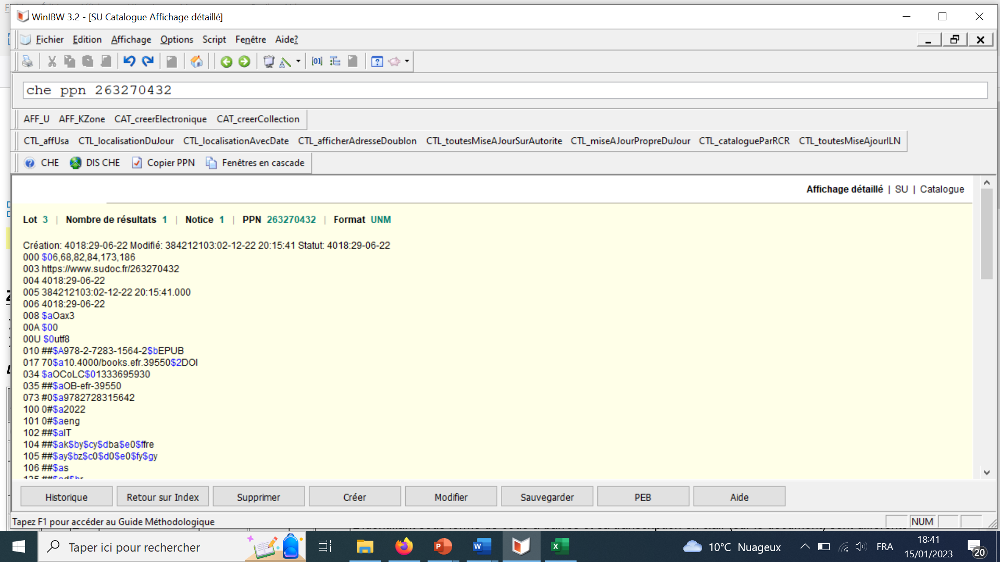 WinIBW 3.2 - [SU Catalogue Affichage détaillé]
Fichier Edition Affichage Options Script Fenêtre Aide?
che ppn 263270432
AFF_U AFF_KZone CAT_creerElectronique CAT_creerCollection
CTL_affUsa CTL_localisationDuJour CTL_localisationAvecDate CTL_afficherAdresseDoublon CTL_toutesMiseAJourSurAutorite CTL_miseAJourPropreDuJour CTL_catalogueParRCR CTL_toutesMiseAjourILN
CHE DIS CHE Copier PPN Fenêtres en cascade
Affichage détaillé | SU | Catalogue
Lot 3 | Nombre de résultats 1 | Notice 1 | PPN 263270432 | Format UNM
Création: 4018:29-06-22 Modifié: 384212103:02-12-22 20:15:41 Statut: 4018:29-06-22
000 $06,68,82,84,173,186
003 https://www.sudoc.fr/263270432
004 4018:29-06-22
005 384212103:02-12-22 20:15:41.000
006 4018:29-06-22
008 $aOax3
00A $00
00U $0utf8
010 ##$A978-2-7283-1564-2$bEPUB
017 70$a10.4000/books.efr.39550$2DOI
034 $aOCoLC$01333695930
035 ##$aOB-efr-39550
073 #0$a9782728315642
100 0#$a2022
101 0#$aeng
102 ##$aIT
104 ##$ak$by$cy$dba$e0$ffre
105 ##$ay$bz$c0$d0$e0$fy$gy
106 ##$as
Historique Retour sur Index Supprimer Créer Modifier Sauvegarder PEB Aide
Tapez F1 pour accéder au Guide Méthodologique
NUM
Taper ici pour rechercher
10°C Nuageux
FRA
18:41
15/01/2023
20